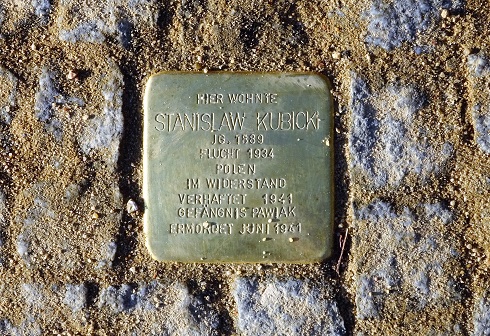 HIER WOHNTE
STANISLAW KUBICKI
JG. 1889
FLUCHT 1934
POLEN
IM WIDERSTAND
VERHAFTET 1941
GEFÄNGNIS PAWIAK
ERMORDET JUNI 1941